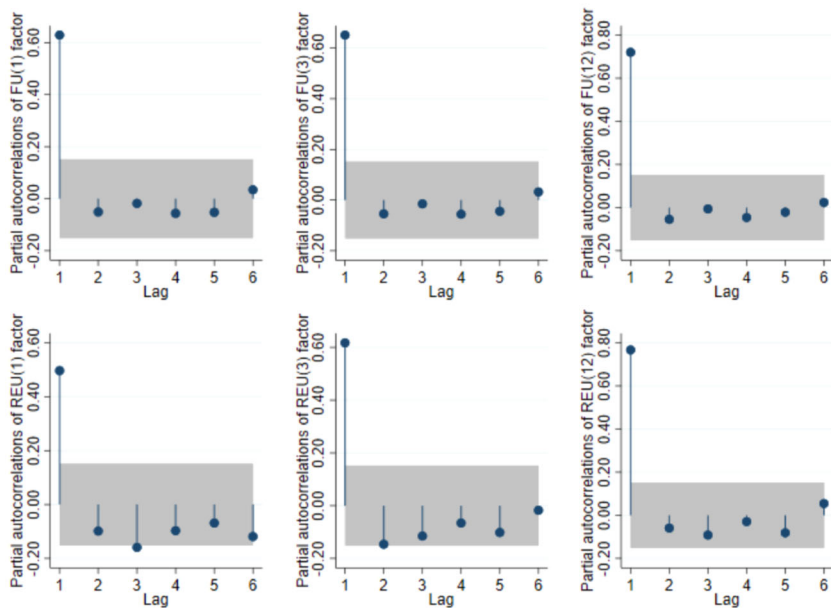 Partial autocorrelations of FU(1) factor
0.60
0.40
0.20
0.00
-0.20
1 2 3 4 5 6
Lag
Partial autocorrelations of FU(3) factor
0.60
0.40
0.20
0.00
-0.20
1 2 3 4 5 6
Lag
Partial autocorrelations of FU(12) factor
0.80
0.60
0.40
0.20
0.00
-0.20
1 2 3 4 5 6
Lag
Partial autocorrelations of REU(1) factor
0.60
0.40
0.20
0.00
-0.20
1 2 3 4 5 6
Lag
Partial autocorrelations of REU(3) factor
0.60
0.40
0.20
0.00
-0.20
1 2 3 4 5 6
Lag
Partial autocorrelations of REU(12) factor
0.80
0.60
0.40
0.20
0.00
-0.20
1 2 3 4 5 6
Lag